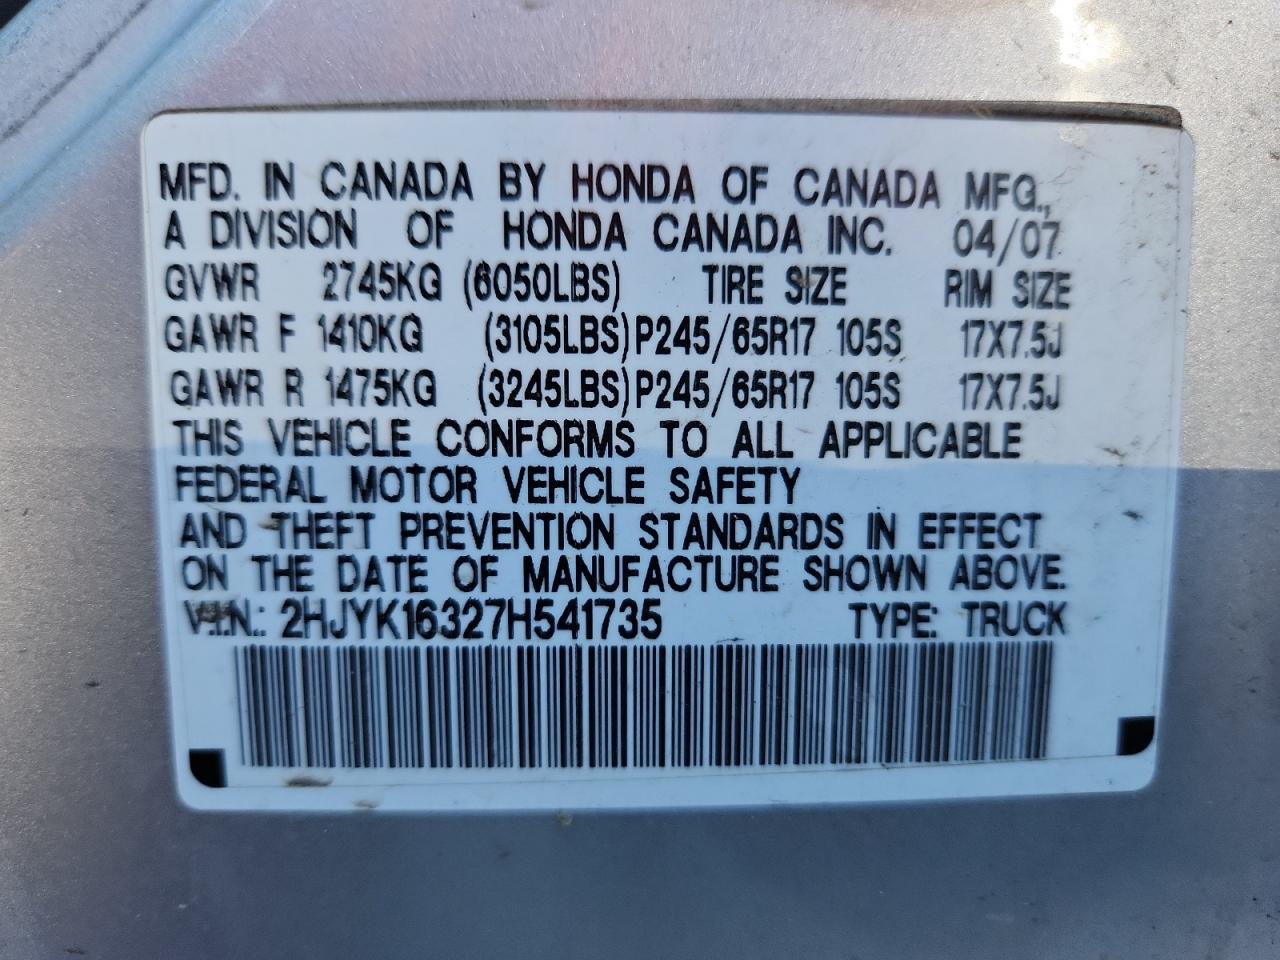 MFD. IN CANADA BY HONDA OF CANADA MFG.,
A DIVISION OF HONDA CANADA INC. 04/07
GVWR 2745KG (6050LBS) TIRE SIZE RIM SIZE
GAWR F 1410KG (3105LBS) P245/65R17 105S 17X7.5J
GAWR R 1475KG (3245LBS) P245/65R17 105S 17X7.5J
THIS VEHICLE CONFORMS TO ALL APPLICABLE
FEDERAL MOTOR VEHICLE SAFETY
AND THEFT PREVENTION STANDARDS IN EFFECT
ON THE DATE OF MANUFACTURE SHOWN ABOVE.
V.I.N.: 2HJYK16327H541735 TYPE: TRUCK